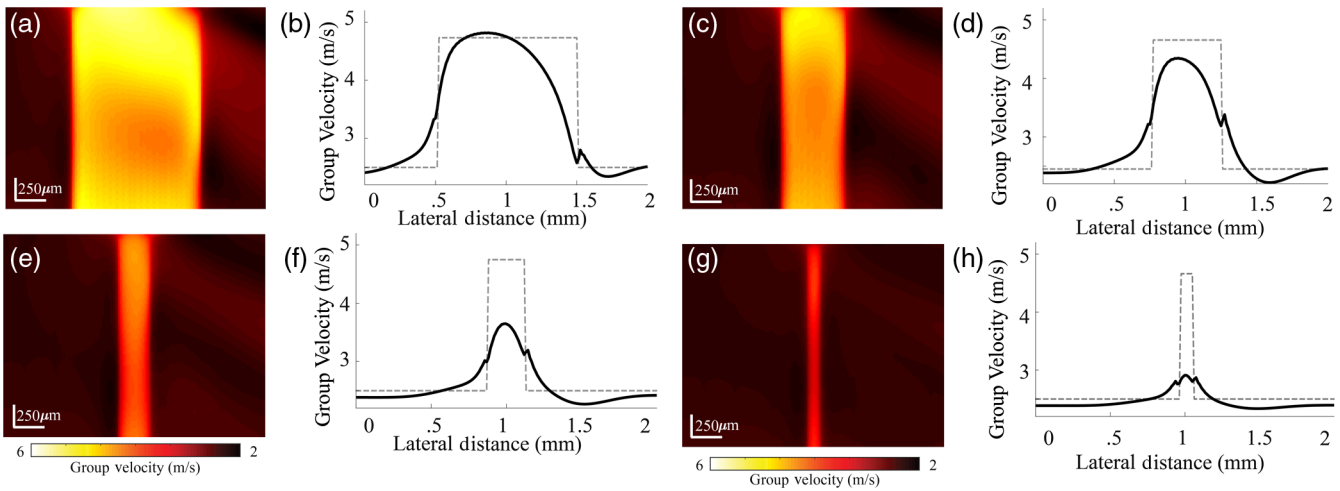 (a)
250μm
(b)
Group Velocity (m/s)
5
4
3
0 .5 1 1.5 2
Lateral distance (mm)
(c)
250μm
(d)
Group Velocity (m/s)
5
4
3
0 .5 1 1.5 2
Lateral distance (mm)
(e)
250μm
6 2
Group velocity (m/s)
(f)
Group Velocity (m/s)
5
4
3
0 .5 1 1.5 2
Lateral distance (mm)
(g)
250μm
6 2
Group velocity (m/s)
(h)
Group Velocity (m/s)
5
4
3
0 .5 1 1.5 2
Lateral distance (mm)